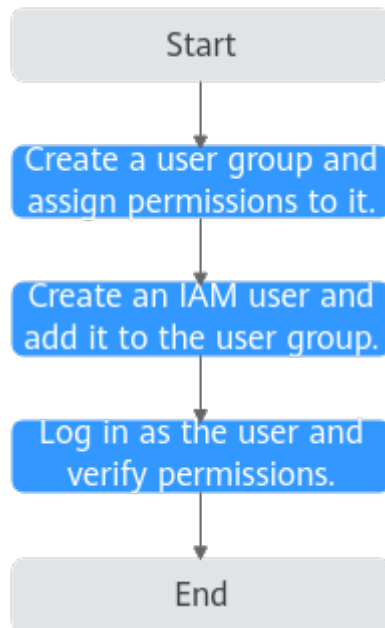 Start
Create a user group and
assign permissions to it.
Create an IAM user and
add it to the user group.
Log in as the user and
verify permissions.
End